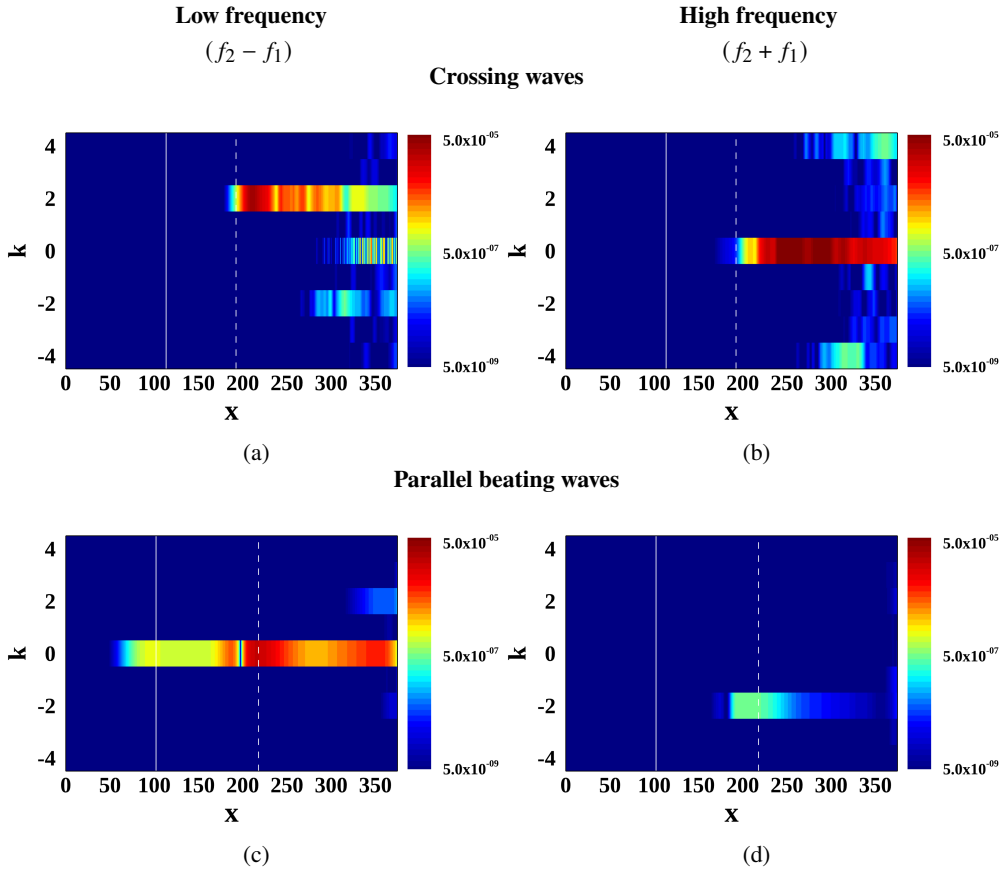 Low frequency High frequency
(f₂ − f₁) (f₂ + f₁)
Crossing waves
4 5.0x10⁻⁰⁵ 4 5.0x10⁻⁰⁵
2 2
k 0 5.0x10⁻⁰⁷ k 0 5.0x10⁻⁰⁷
-2 -2
-4 5.0x10⁻⁰⁹ -4 5.0x10⁻⁰⁹
0 50 100 150 200 250 300 350 0 50 100 150 200 250 300 350
x x
(a) (b)
Parallel beating waves
4 5.0x10⁻⁰⁵ 4 5.0x10⁻⁰⁵
2 2
k 0 5.0x10⁻⁰⁷ k 0 5.0x10⁻⁰⁷
-2 -2
-4 5.0x10⁻⁰⁹ -4 5.0x10⁻⁰⁹
0 50 100 150 200 250 300 350 0 50 100 150 200 250 300 350
x x
(c) (d)